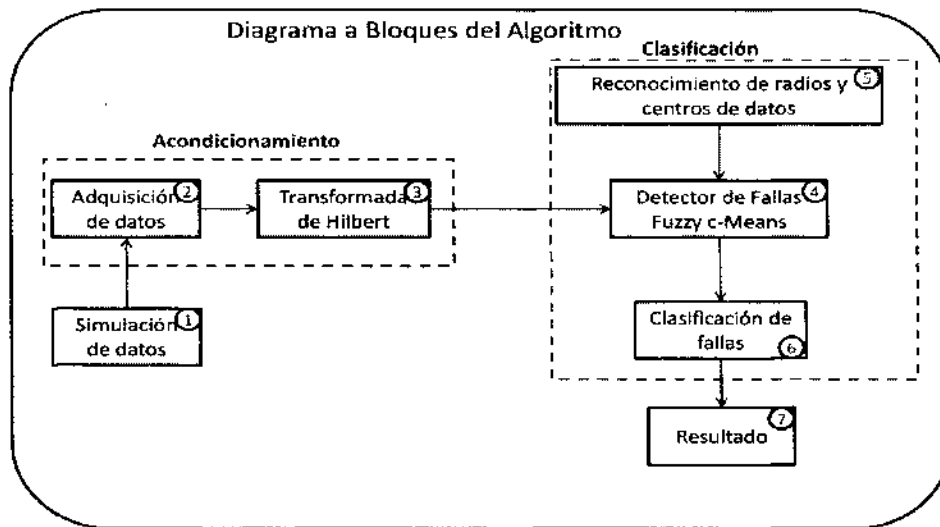 Diagrama a Bloques del Algoritmo
Clasificación
Reconocimiento de radios y
centros de datos
5
Acondicionamiento
Adquisición
de datos
2
Transformada
de Hilbert
3
Detector de Fallas
Fuzzy c-Means
4
Simulación
de datos
1
Clasificación de
fallas
6
Resultado
7